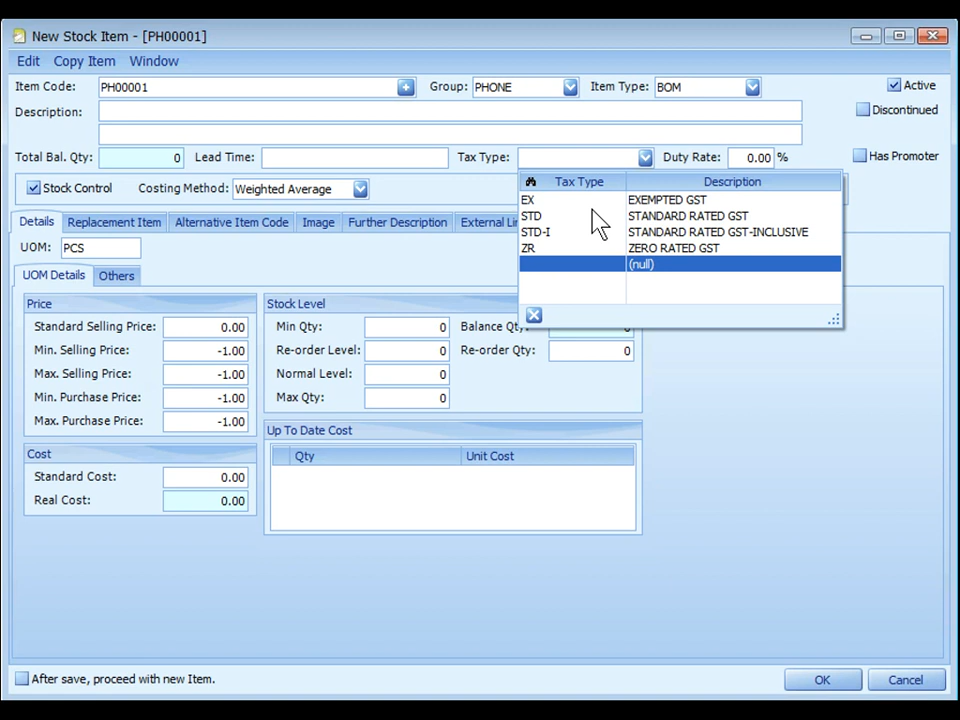 New Stock Item - [PH00001]
Edit Copy Item Window
Item Code: PH00001 Group: PHONE Item Type: BOM Active
Description: Discontinued
Total Bal. Qty: 0 Lead Time: Tax Type: Duty Rate: 0.00 % Has Promoter
Stock Control Costing Method: Weighted Average
Tax Type Description
EX EXEMPTED GST
STD STANDARD RATED GST
STD-I STANDARD RATED GST-INCLUSIVE
ZR ZERO RATED GST
(null)
Details Replacement Item Alternative Item Code Image Further Description External Li
UOM: PCS
UOM Details Others
Price
Standard Selling Price: 0.00
Min. Selling Price: -1.00
Max. Selling Price: -1.00
Min. Purchase Price: -1.00
Max. Purchase Price: -1.00
Stock Level
Min Qty: 0 Balance Qty: 0
Re-order Level: 0 Re-order Qty: 0
Normal Level: 0
Max Qty: 0
Cost
Standard Cost: 0.00
Real Cost: 0.00
Up To Date Cost
Qty Unit Cost
After save, proceed with new Item. OK Cancel